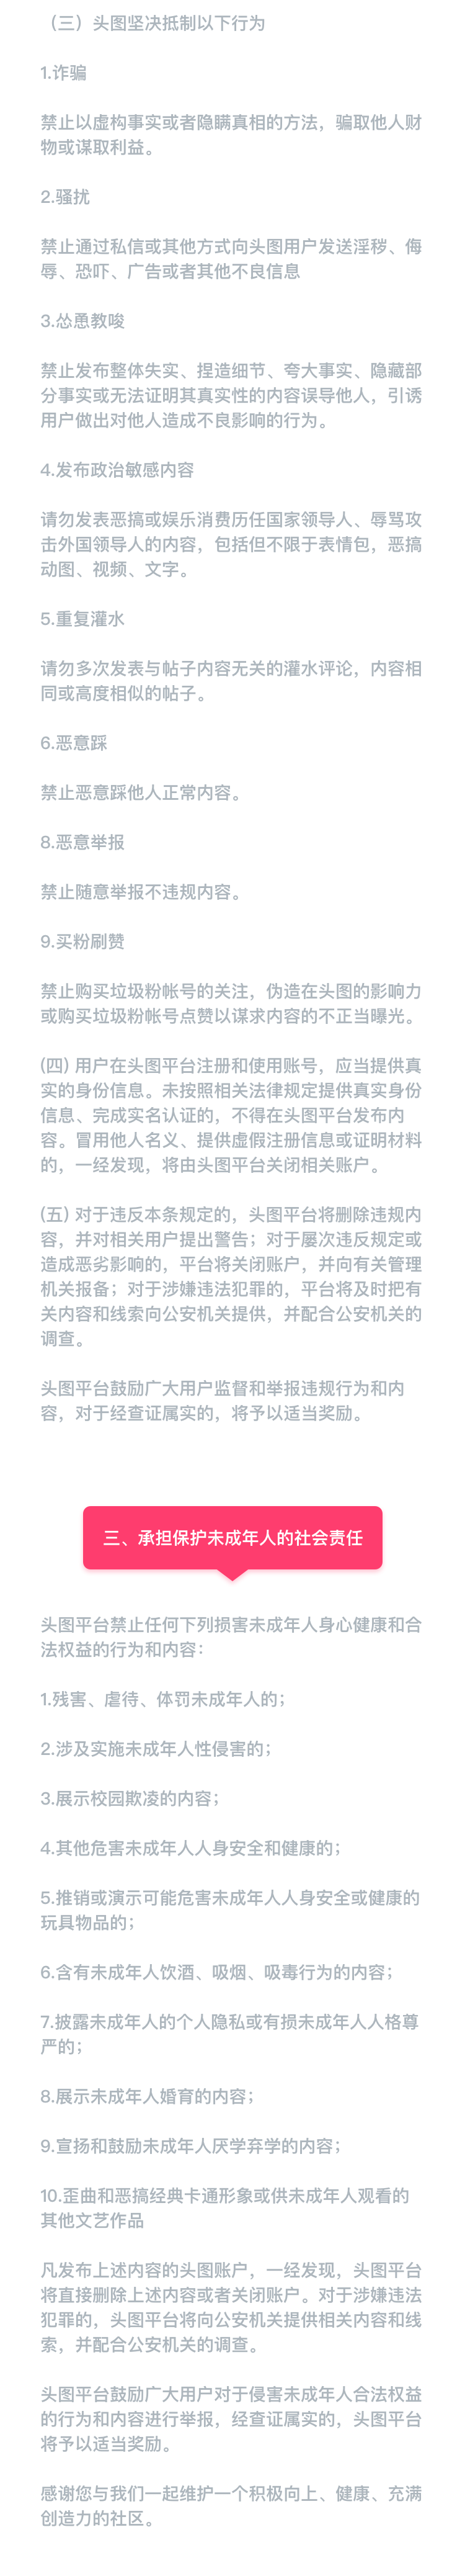 （三）头图坚决抵制以下行为
1.诈骗
禁止以虚构事实或者隐瞒真相的方法，骗取他人财
物或谋取利益。
2.骚扰
禁止通过私信或其他方式向头图用户发送淫秽、侮
辱、恐吓、广告或者其他不良信息
3.怂恿教唆
禁止发布整体失实、捏造细节、夸大事实、隐藏部
分事实或无法证明其真实性的内容误导他人，引诱
用户做出对他人造成不良影响的行为。
4.发布政治敏感内容
请勿发表恶搞或娱乐消费历任国家领导人、辱骂攻
击外国领导人的内容，包括但不限于表情包，恶搞
动图、视频、文字。
5.重复灌水
请勿多次发表与帖子内容无关的灌水评论，内容相
同或高度相似的帖子。
6.恶意踩
禁止恶意踩他人正常内容。
8.恶意举报
禁止随意举报不违规内容。
9.买粉刷赞
禁止购买垃圾粉帐号的关注，伪造在头图的影响力
或购买垃圾粉帐号点赞以谋求内容的不正当曝光。
(四) 用户在头图平台注册和使用账号，应当提供真
实的身份信息。未按照相关法律规定提供真实身份
信息、完成实名认证的，不得在头图平台发布内
容。冒用他人名义、提供虚假注册信息或证明材料
的，一经发现，将由头图平台关闭相关账户。
(五) 对于违反本条规定的，头图平台将删除违规内
容，并对相关用户提出警告；对于屡次违反规定或
造成恶劣影响的，平台将关闭账户，并向有关管理
机关报备；对于涉嫌违法犯罪的，平台将及时把有
关内容和线索向公安机关提供，并配合公安机关的
调查。
头图平台鼓励广大用户监督和举报违规行为和内
容，对于经查证属实的，将予以适当奖励。
三、承担保护未成年人的社会责任
头图平台禁止任何下列损害未成年人身心健康和合
法权益的行为和内容：
1.残害、虐待、体罚未成年人的；
2.涉及实施未成年人性侵害的；
3.展示校园欺凌的内容；
4.其他危害未成年人人身安全和健康的；
5.推销或演示可能危害未成年人人身安全或健康的
玩具物品的；
6.含有未成年人饮酒、吸烟、吸毒行为的内容；
7.披露未成年人的个人隐私或有损未成年人人格尊
严的；
8.展示未成年人婚育的内容；
9.宣扬和鼓励未成年人厌学弃学的内容；
10.歪曲和恶搞经典卡通形象或供未成年人观看的
其他文艺作品
凡发布上述内容的头图账户，一经发现，头图平台
将直接删除上述内容或者关闭账户。对于涉嫌违法
犯罪的，头图平台将向公安机关提供相关内容和线
索，并配合公安机关的调查。
头图平台鼓励广大用户对于侵害未成年人合法权益
的行为和内容进行举报，经查证属实的，头图平台
将予以适当奖励。
感谢您与我们一起维护一个积极向上、健康、充满
创造力的社区。